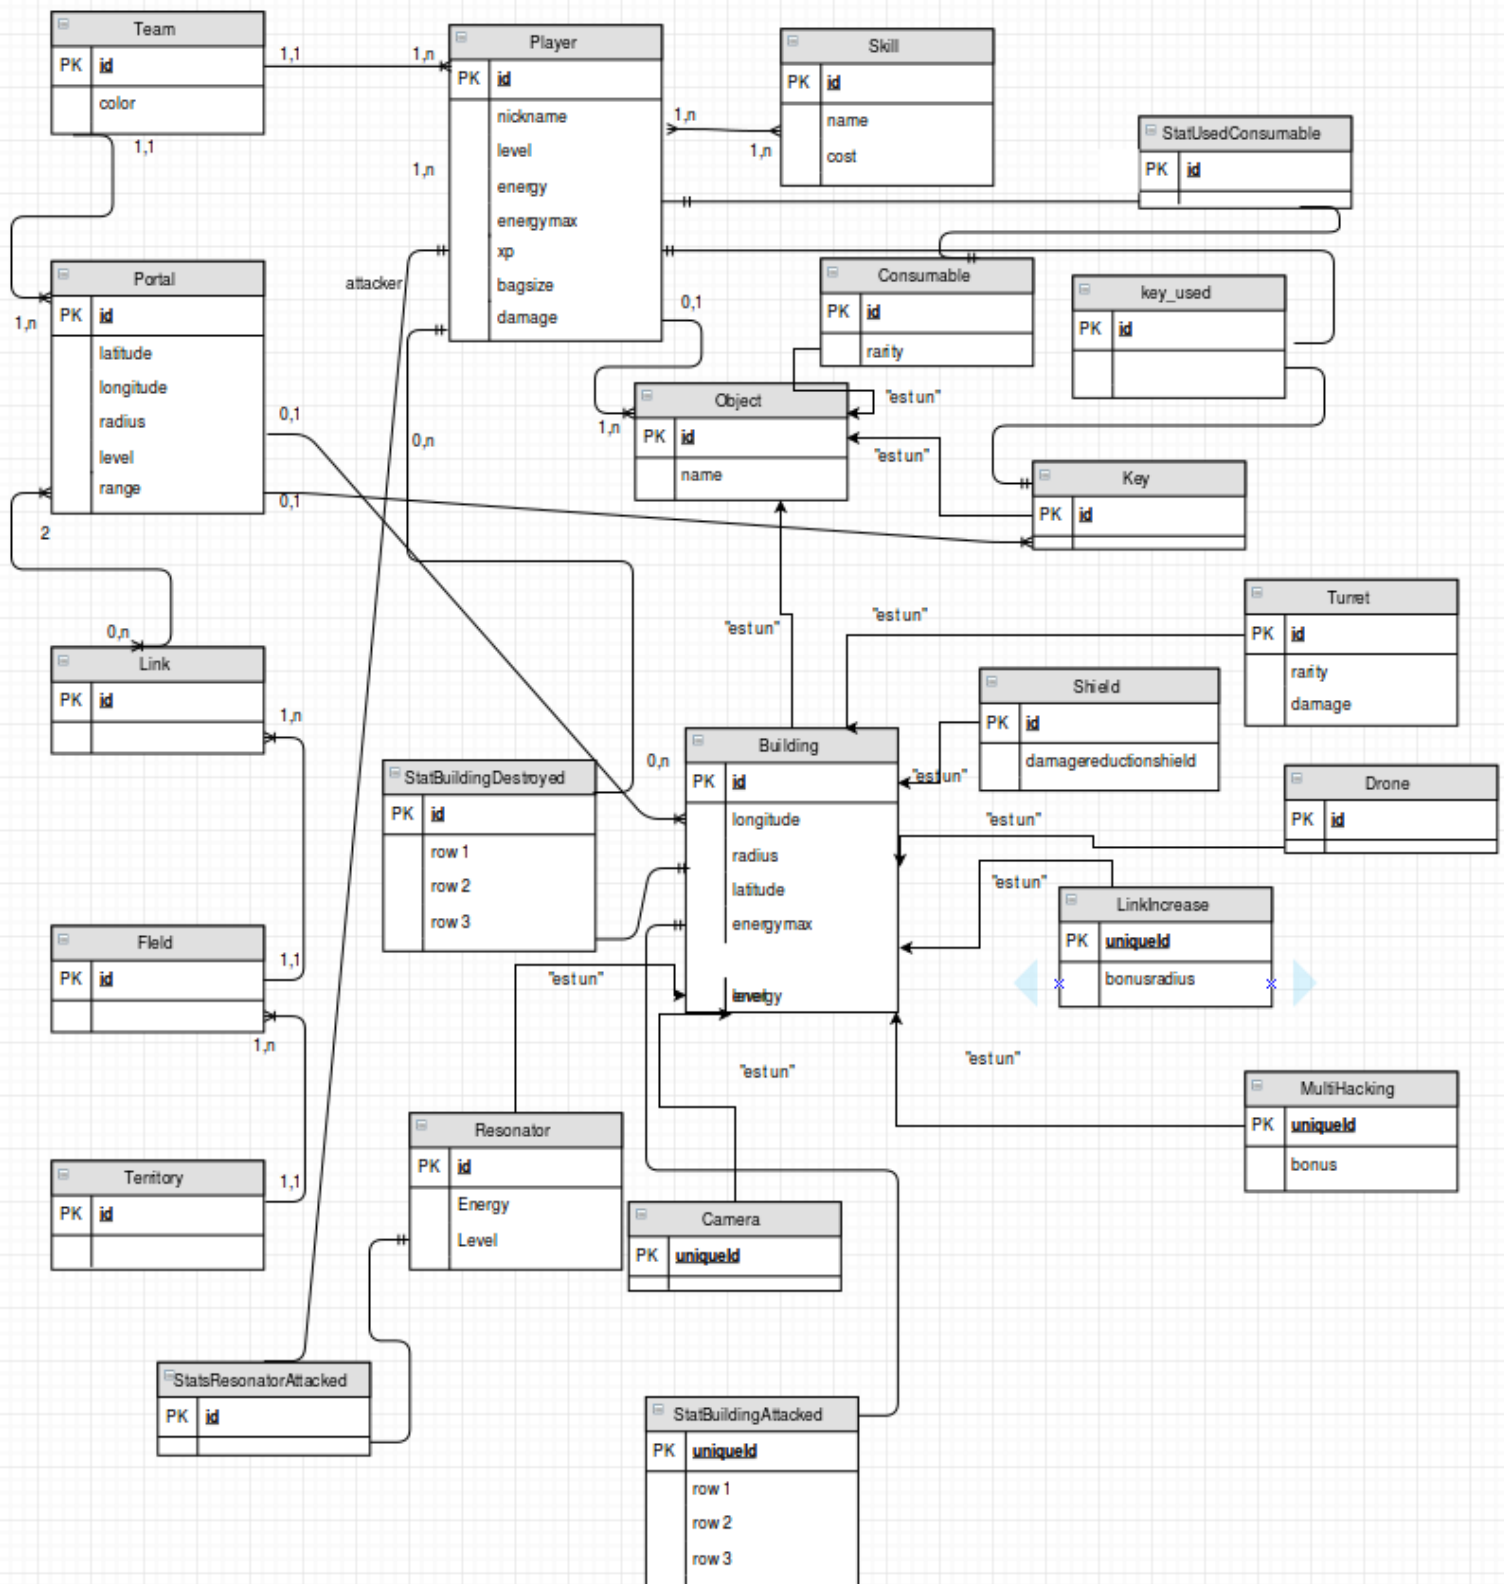 Team
PK id
color
1,1
1,n
1,1
Player
PK id
nickname
level
energy
energymax
xp
bagsize
damage
1,n
Skill
PK id
name
cost
1,n
1,n
StatUsedConsumable
PK id
Portal
PK id
latitude
longitude
radius
level
range
1,n
attacker
0,1
Consumable
PK id
rarity
key_used
PK id
"est un"
Object
PK id
name
1,n
"est un"
0,1
0,n
0,1
2
Key
PK id
0,n
Link
PK id
1,n
"est un"
"est un"
Turret
PK id
rarity
damage
Shield
PK id
damagereductionshield
"est un"
StatBuildingDestroyed
PK id
row 1
row 2
row 3
0,n
Building
PK id
longitude
radius
latitude
energymax
energy
Drone
PK id
"est un"
"est un"
LinkIncrease
PK uniqueId
bonusradius
Field
PK id
1,1
1,n
"est un"
"est un"
"est un"
MultiHacking
PK uniqueId
bonus
Territory
PK id
1,1
Resonator
PK id
Energy
Level
Camera
PK uniqueId
StatsResonatorAttacked
PK id
StatBuildingAttacked
PK uniqueId
row 1
row 2
row 3